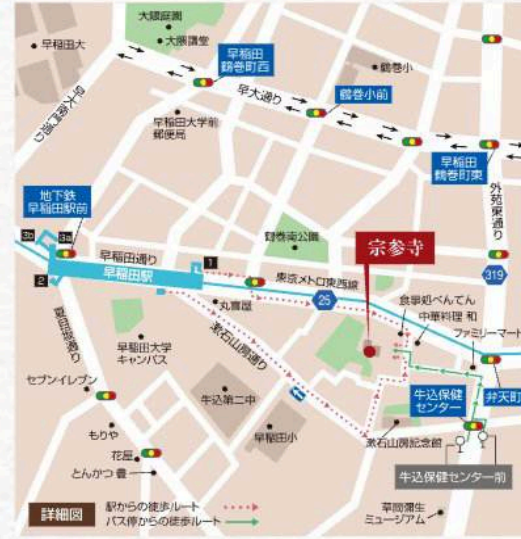 大隈庭園
大隈講堂
早稲田大
早稲田
鶴巻町西
鶴巻小
早大通り
鶴巻小前
早大南門通り
早稲田大学前
郵便局
早稲田
鶴巻町東
外苑東通り
地下鉄
早稲田駅前
3b
3a
早稲田通り
1
鶴巻南公園
宗参寺
319
早稲田駅
東京メトロ東西線
2
25
丸喜屋
食事処べんてん
中華料理 和
ファミリーマート
夏目坂通り
早稲田大学
キャンパス
漱石山房通り
セブンイレブン
牛込第二中
牛込保健
センター
弁天町
もりや
早稲田小
漱石山房記念館
花屋
とんかつ 豊
牛込保健センター前
詳細図
駅からの徒歩ルート
バス停からの徒歩ルート
草間彌生
ミュージアム